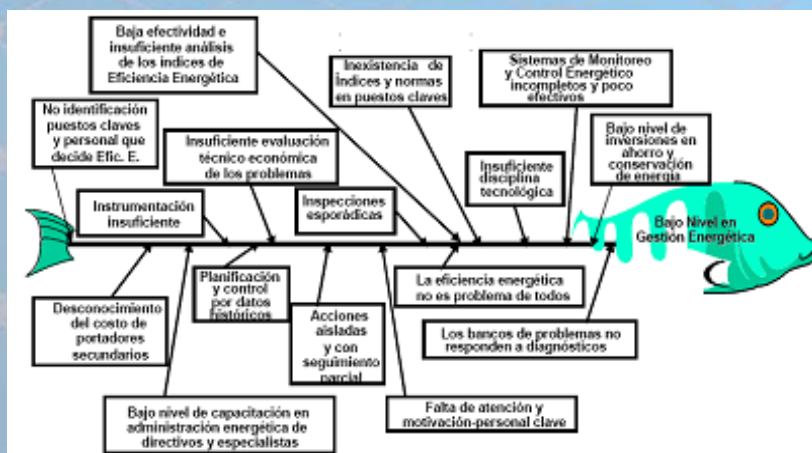 Baja efectividad e
insuficiente análisis
de los índices de
Eficiencia Energética
Inexistencia de
Índices y normas
en puestos claves
Sistemas de Monitoreo
y Control Energético
incompletos y poco
efectivos
No identificación
puestos claves
y personal que
decide Efic. E.
Insuficiente evaluación
técnico económica
de los problemas
Bajo nivel de
inversiones en
ahorro y
conservación
de energía
Insuficiente
disciplina
tecnológica
Instrumentación
insuficiente
Inspecciones
esporádicas
Bajo Nivel en
Gestión Energética
Desconocimiento
del costo de
portadores
secundarios
Planificación
y control
por datos
históricos
Acciones
aisladas
y con
seguimiento
parcial
La eficiencia energética
no es problema de todos
Los bancos de problemas no
responden a diagnósticos
Bajo nivel de capacitación en
administración energética de
directivos y especialistas
Falta de atención y
motivación-personal clave